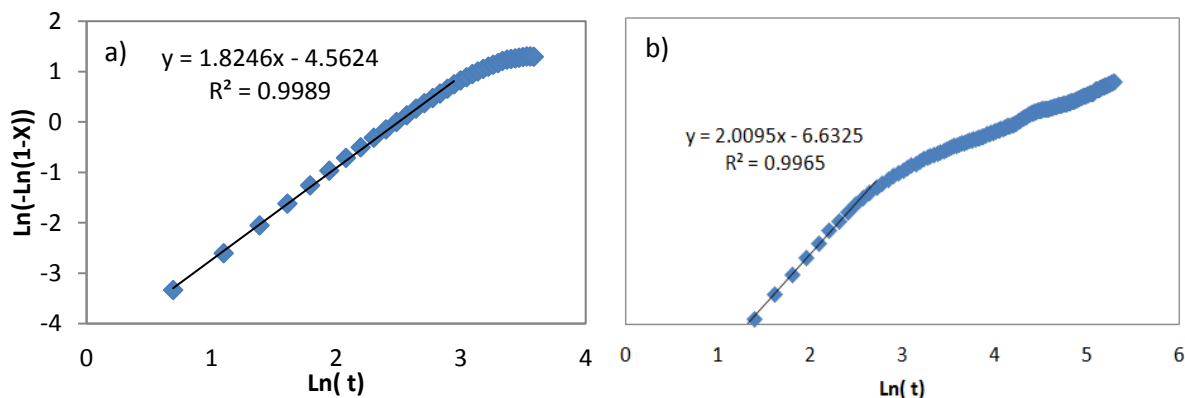 a)
y = 1.8246x - 4.5624
R² = 0.9989
Ln(-Ln(1-X))
2
1
0
-1
-2
-3
-4
0 1 2 3 4
Ln( t)
b)
y = 2.0095x - 6.6325
R² = 0.9965
0 1 2 3 4 5 6
Ln( t)